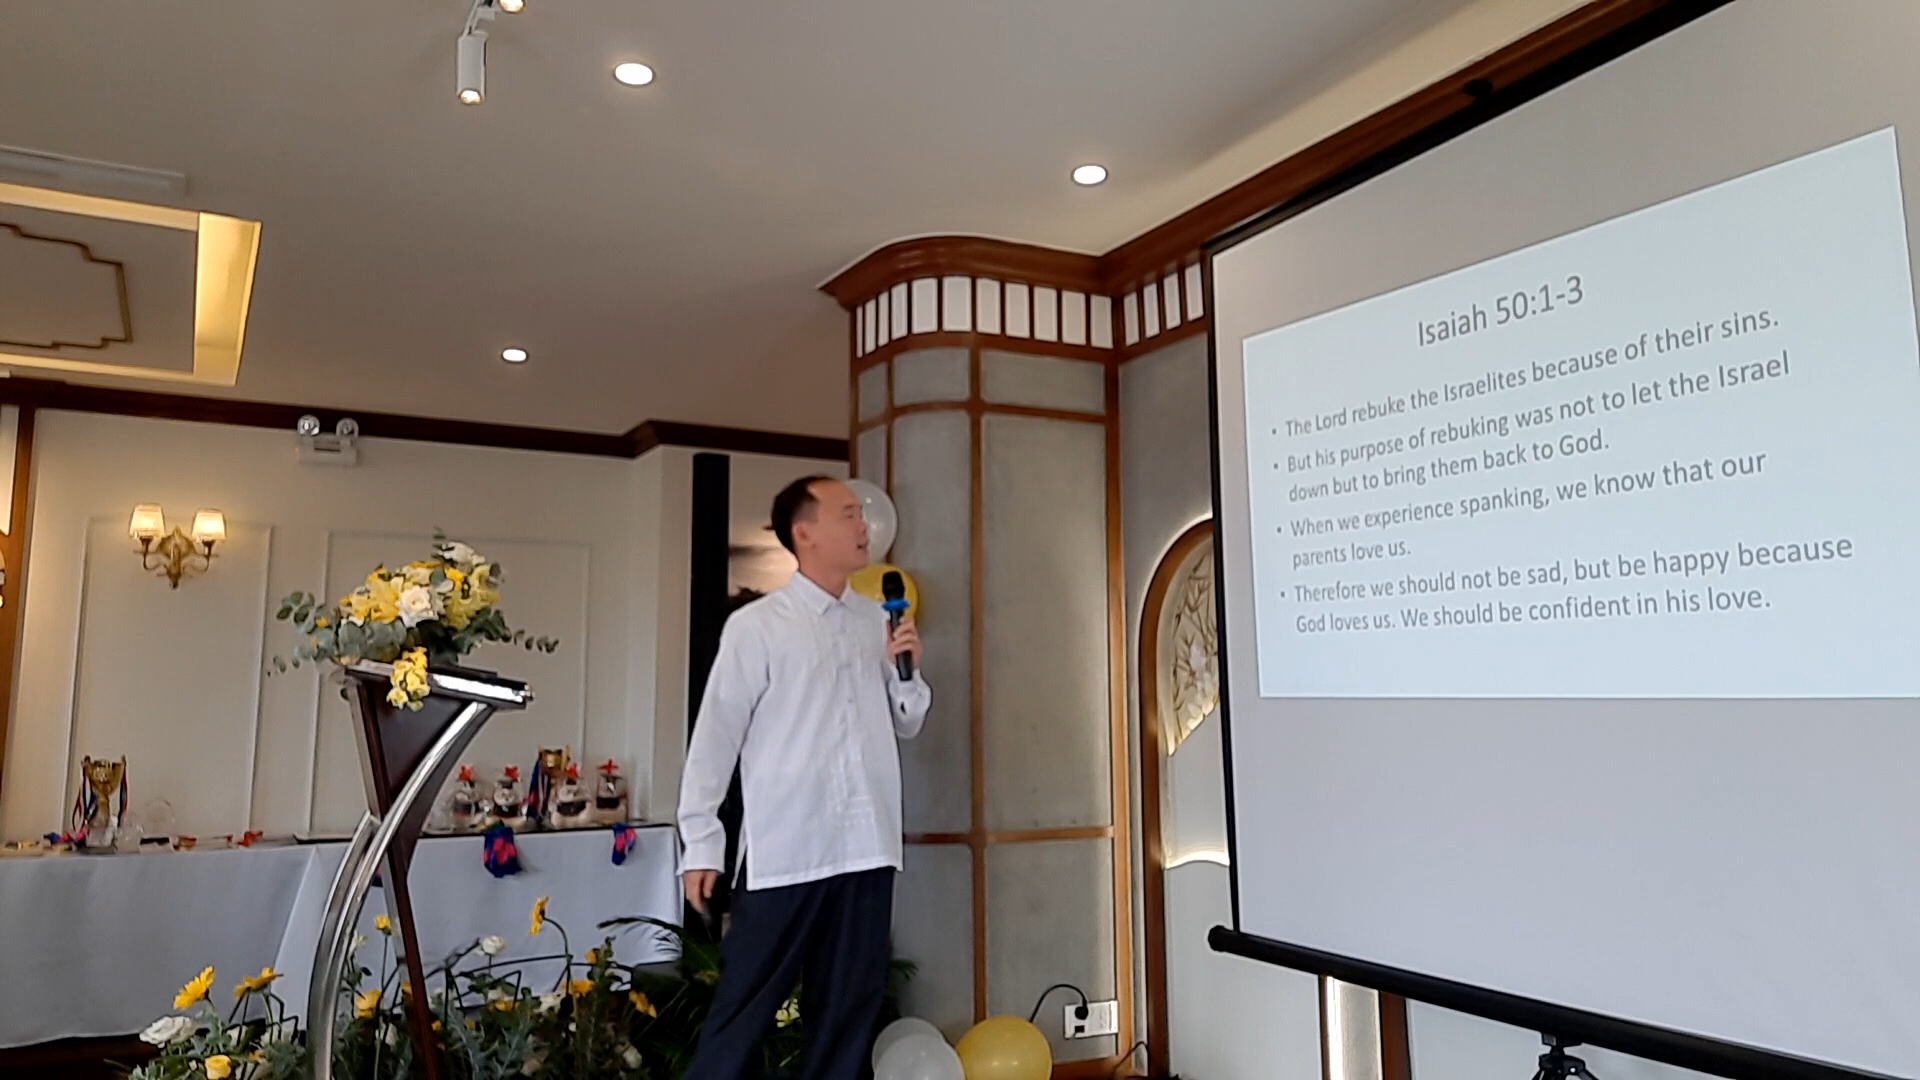 Isaiah 50:1-3
• The Lord rebuke the Israelites because of their sins.
• But his purpose of rebuking was not to let the Israel
down but to bring them back to God.
• When we experience spanking, we know that our
parents love us.
• Therefore we should not be sad, but be happy because
God loves us. We should be confident in his love.